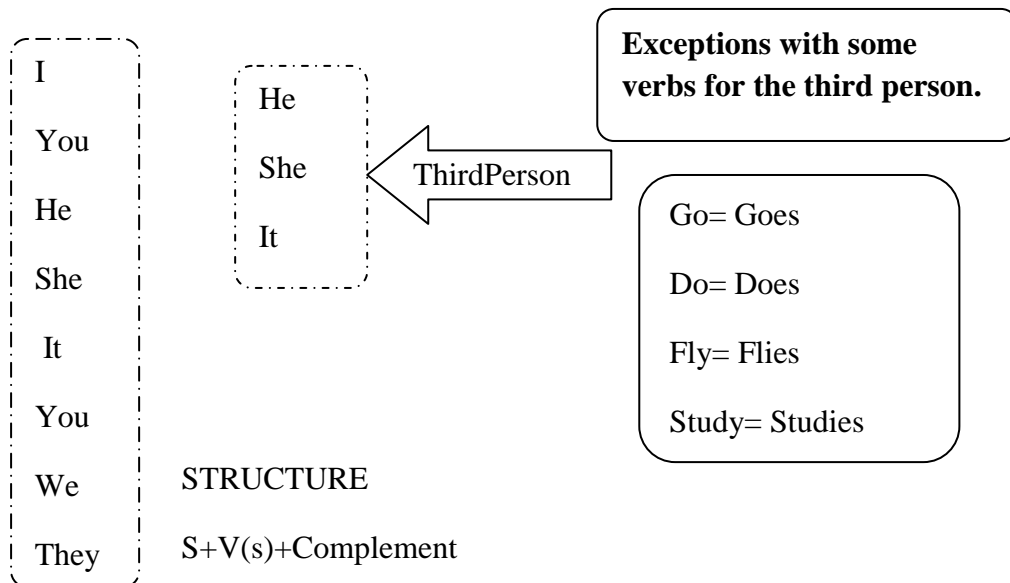 I
You
He
She
It
You
We
They
He
She
It
ThirdPerson
Exceptions with some
verbs for the third person.
Go= Goes
Do= Does
Fly= Flies
Study= Studies
STRUCTURE
S+V(s)+Complement